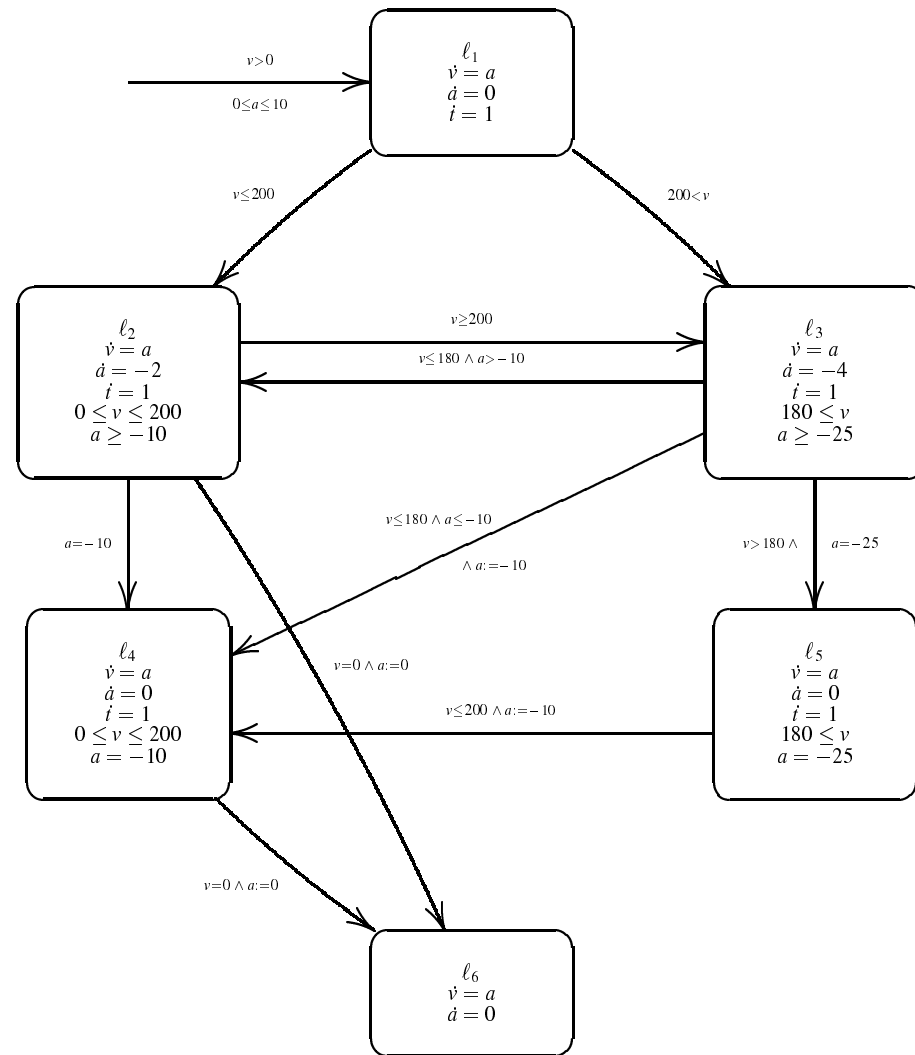 v>0
0≤a≤10
ℓ₁
v̇ = a
ȧ = 0
ṫ = 1
v≤200
200<v
ℓ₂
v̇ = a
ȧ = −2
ṫ = 1
0 ≤ v ≤ 200
a ≥ −10
v≥200
v≤180 ∧ a>−10
ℓ₃
v̇ = a
ȧ = −4
ṫ = 1
180 ≤ v
a ≥ −25
a=−10
v≤180 ∧ a≤−10
∧ a:=−10
v>180 ∧
a=−25
ℓ₄
v̇ = a
ȧ = 0
ṫ = 1
0 ≤ v ≤ 200
a = −10
v=0 ∧ a:=0
v≤200 ∧ a:=−10
ℓ₅
v̇ = a
ȧ = 0
ṫ = 1
180 ≤ v
a = −25
v=0 ∧ a:=0
ℓ₆
v̇ = a
ȧ = 0